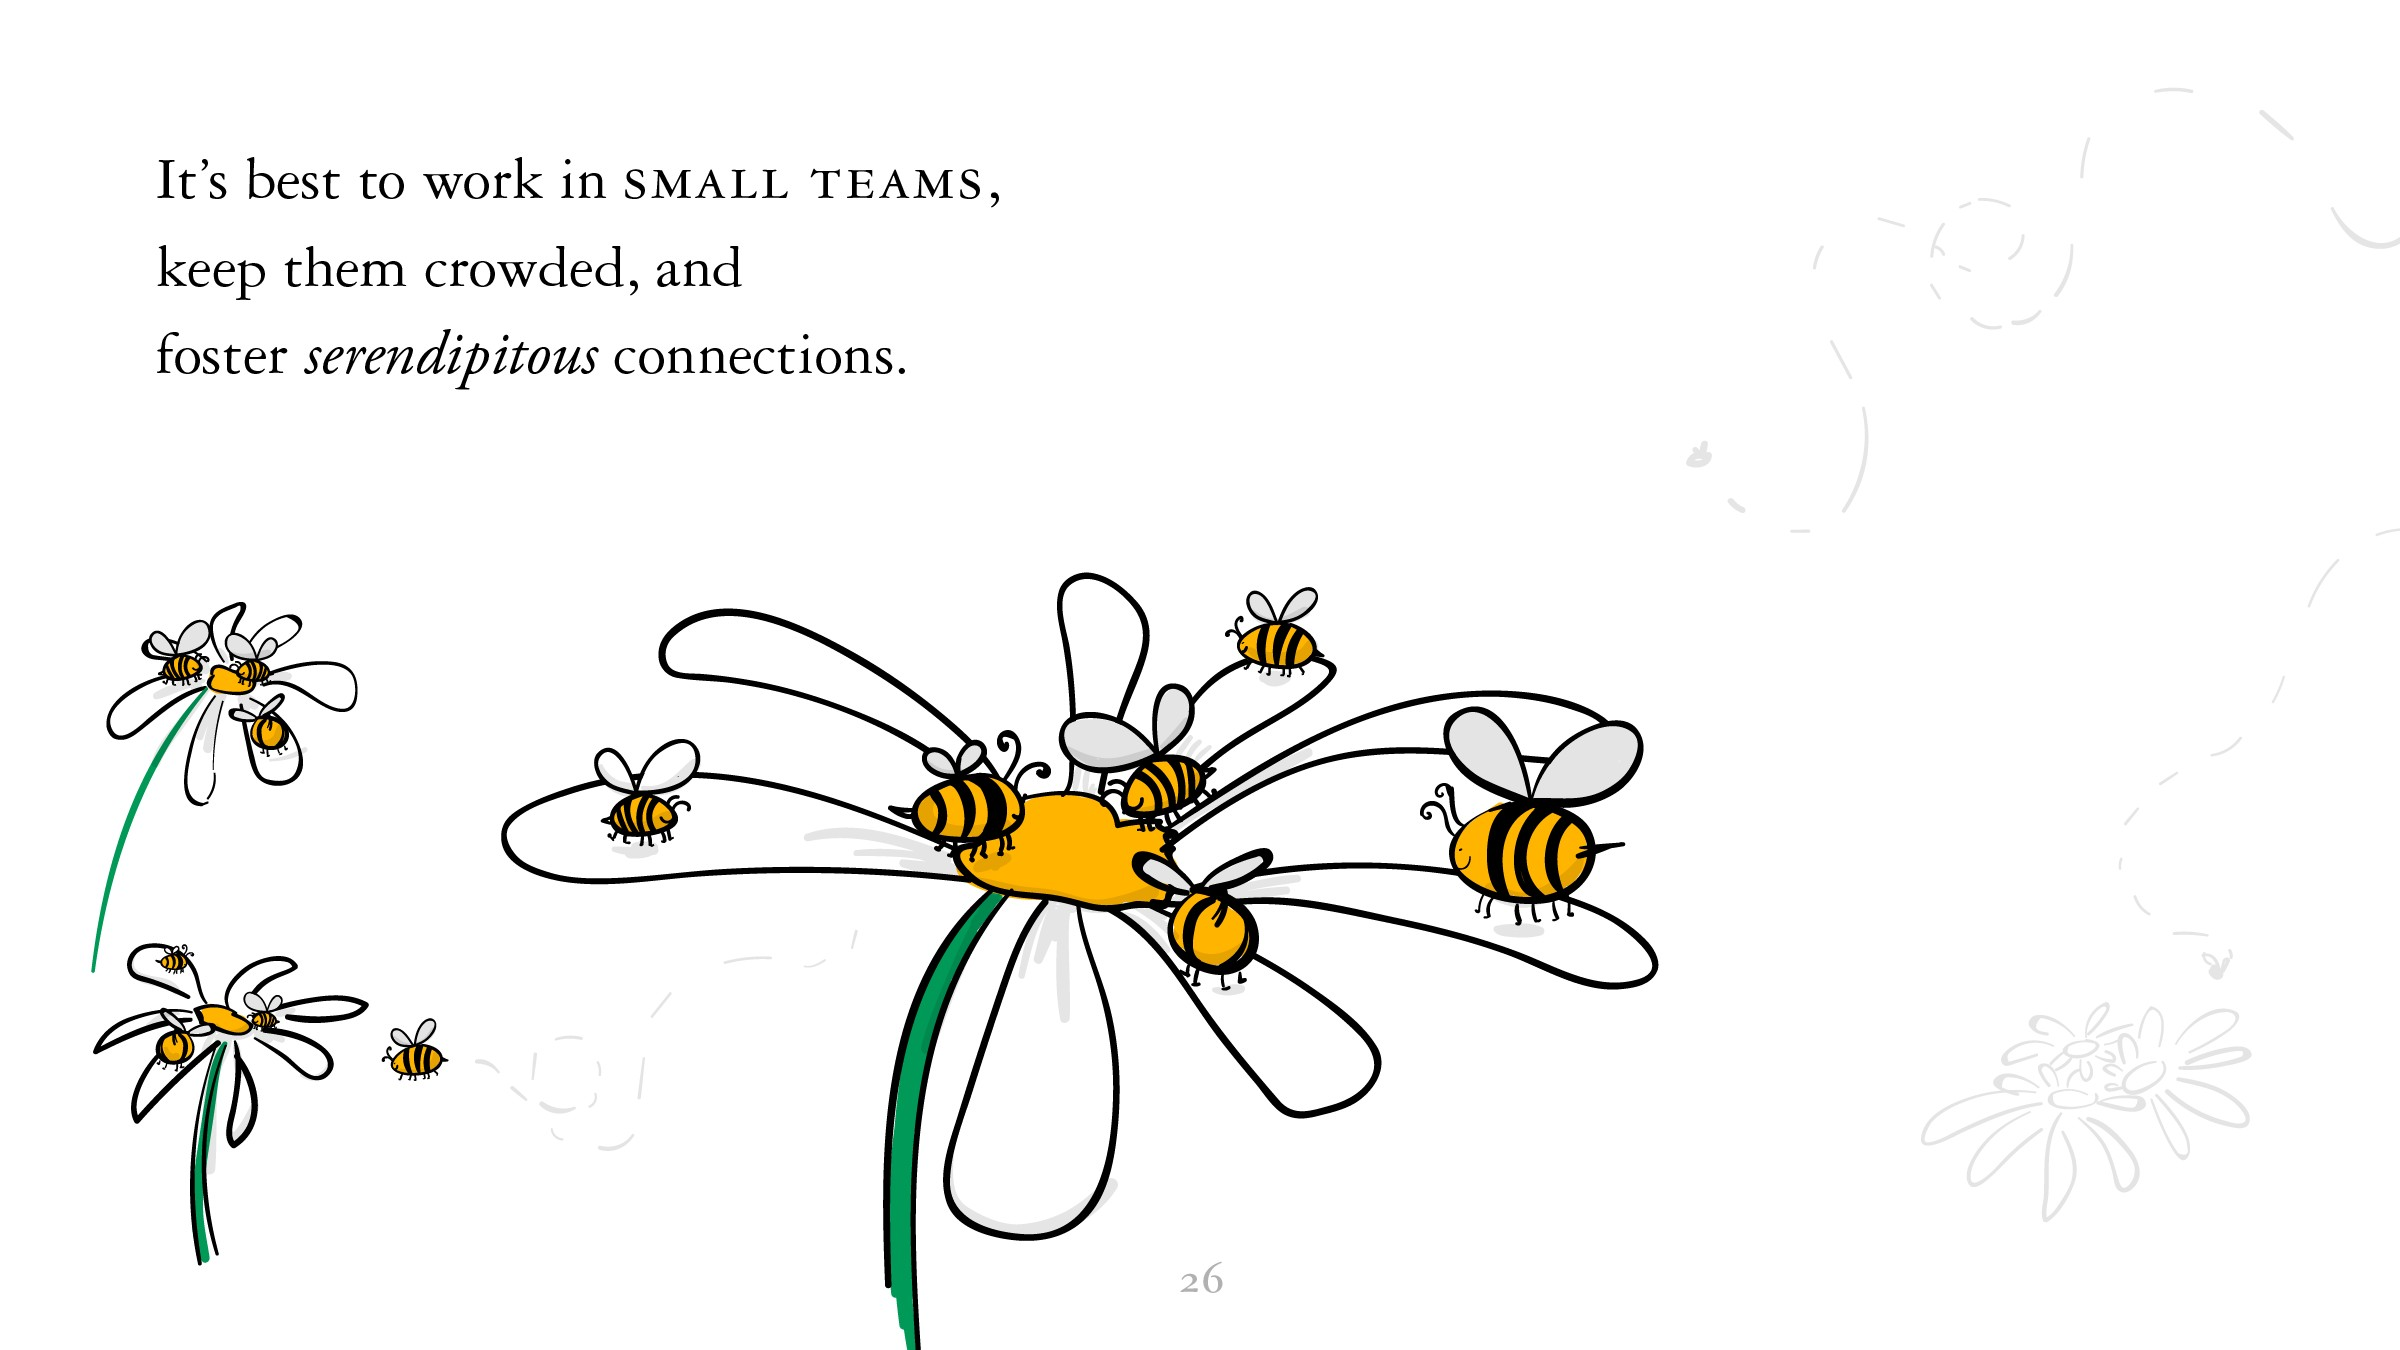 It’s best to work in SMALL TEAMS,
keep them crowded, and
foster serendipitous connections.
26